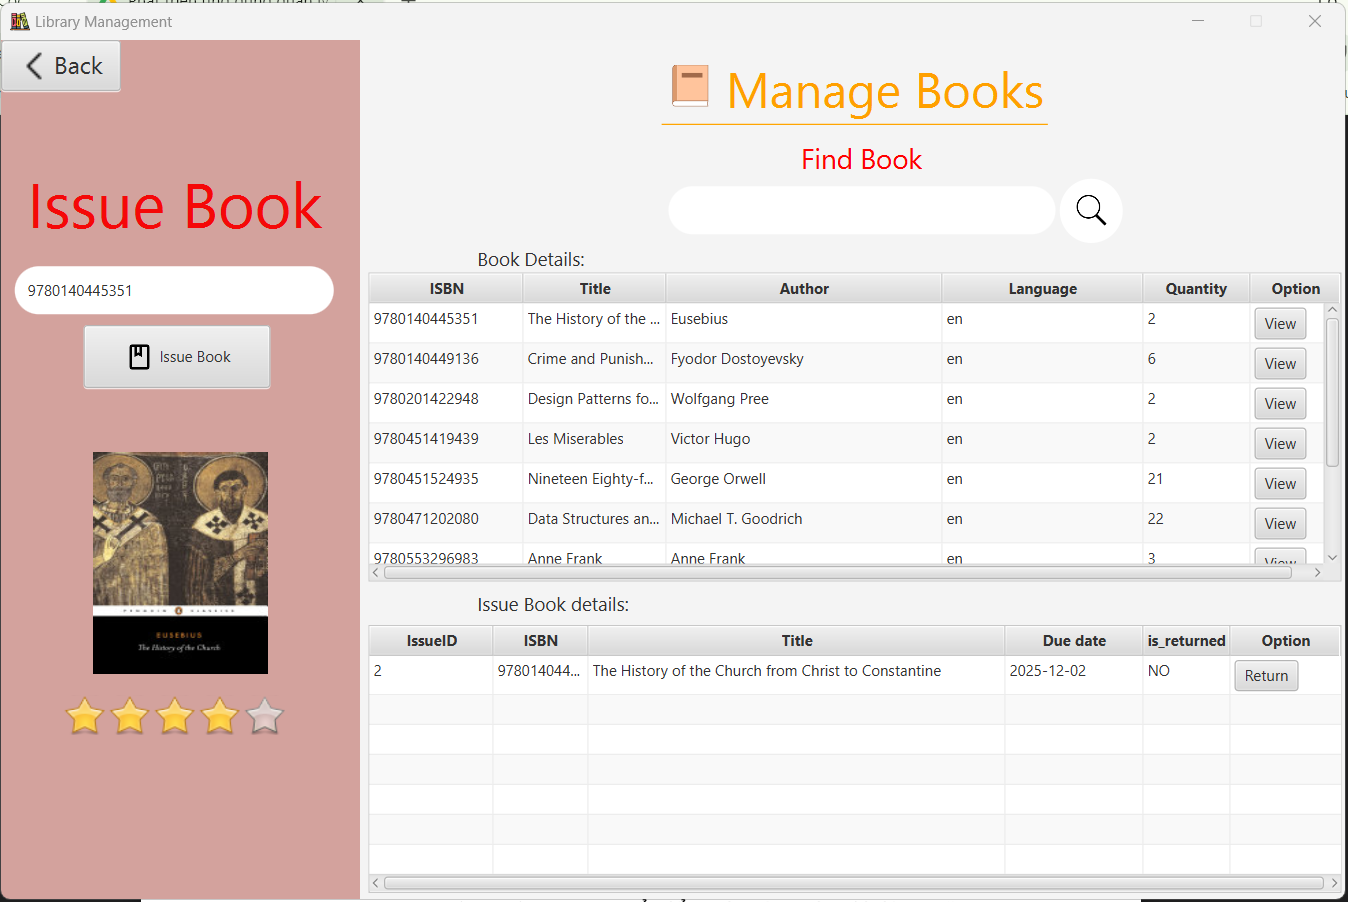 Library Management
Back
Issue Book
9780140445351
Issue Book
EUSEBIUS
The History of the Church
Manage Books
Find Book
Book Details:
ISBN Title Author Language Quantity Option
9780140445351 The History of the ... Eusebius en 2 View
9780140449136 Crime and Punish... Fyodor Dostoyevsky en 6 View
9780201422948 Design Patterns fo... Wolfgang Pree en 2 View
9780451419439 Les Miserables Victor Hugo en 2 View
9780451524935 Nineteen Eighty-f... George Orwell en 21 View
9780471202080 Data Structures an... Michael T. Goodrich en 22 View
9780553296983 Anne Frank Anne Frank en 3 View
Issue Book details:
IssueID ISBN Title Due date is_returned Option
2 978014044... The History of the Church from Christ to Constantine 2025-12-02 NO Return